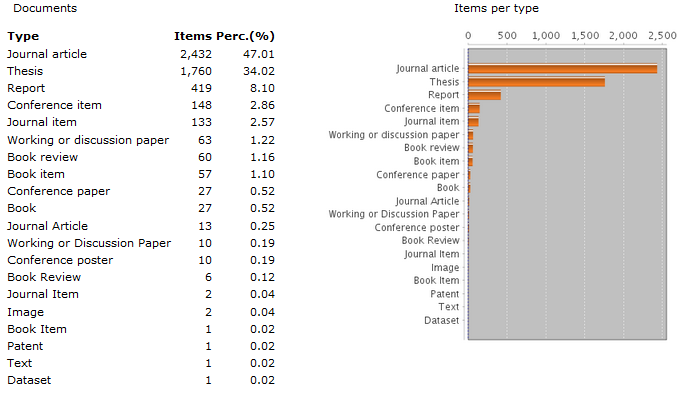 Documents
Type Items Perc.(%)
Journal article 2,432 47.01
Thesis 1,760 34.02
Report 419 8.10
Conference item 148 2.86
Journal item 133 2.57
Working or discussion paper 63 1.22
Book review 60 1.16
Book item 57 1.10
Conference paper 27 0.52
Book 27 0.52
Journal Article 13 0.25
Working or Discussion Paper 10 0.19
Conference poster 10 0.19
Book Review 6 0.12
Journal Item 2 0.04
Image 2 0.04
Book Item 1 0.02
Patent 1 0.02
Text 1 0.02
Dataset 1 0.02
Items per type
0 500 1,000 1,500 2,000 2,500
Journal article
Thesis
Report
Conference item
Journal item
Working or discussion paper
Book review
Book item
Conference paper
Book
Journal Article
Working or Discussion Paper
Conference poster
Book Review
Journal Item
Image
Book Item
Patent
Text
Dataset